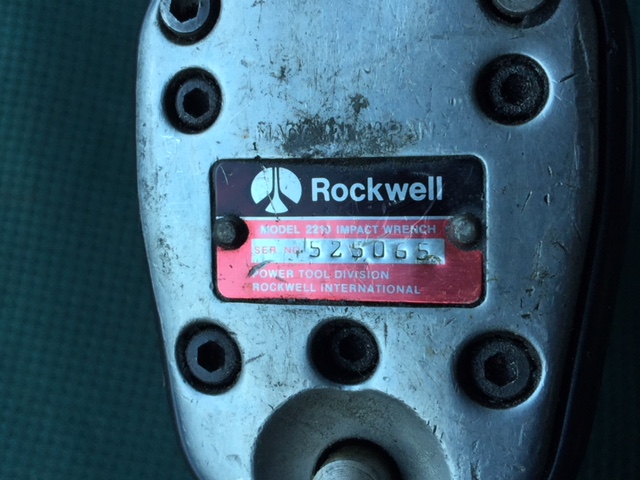 MADE IN JAPAN
Rockwell
MODEL 2210 IMPACT WRENCH
SER. NO. 525065
POWER TOOL DIVISION
ROCKWELL INTERNATIONAL